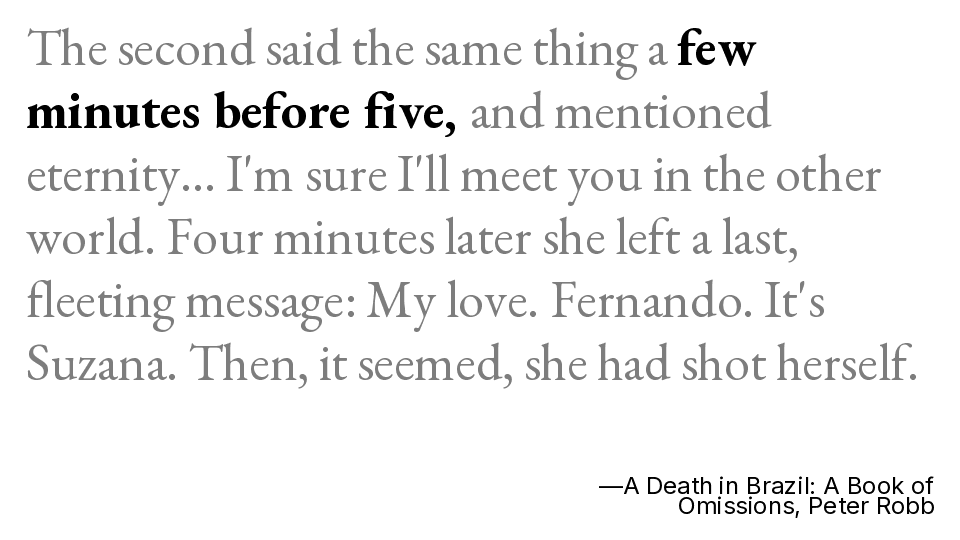 The second said the same thing a few
minutes before five, and mentioned
eternity... I'm sure I'll meet you in the other
world. Four minutes later she left a last,
fleeting message: My love. Fernando. It's
Suzana. Then, it seemed, she had shot herself.
—A Death in Brazil: A Book of
Omissions, Peter Robb